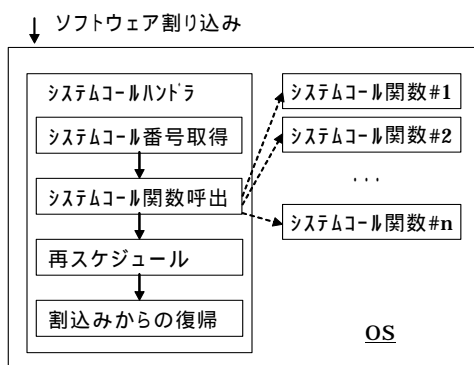 ソフトウェア割り込み
システムコールハンドラ
システムコール番号取得
システムコール関数呼出
再スケジュール
割込みからの復帰
システムコール関数#1
システムコール関数#2
...
システムコール関数#n
OS